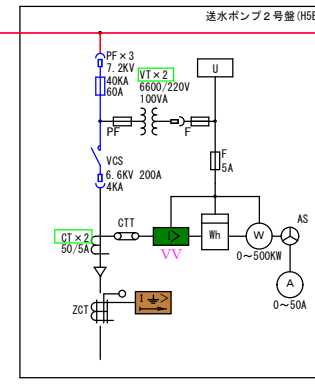 送水ポンプ２号盤(H5B
PF×3
7.2KV
40KA
60A
VT×2
6600/220V
100VA
U
PF
F
F
5A
VCS
6.6KV 200A
4KA
CTT
CT×2
50/5A
I>
VV
Wh
W
0～500KW
AS
A
0～50A
ZCT
I
>